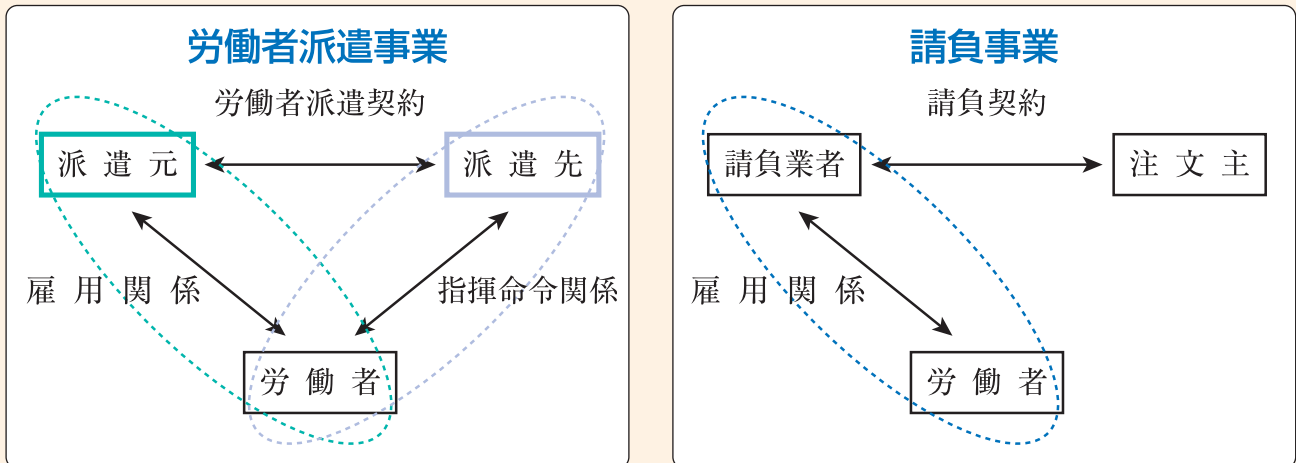 労働者派遣事業
労働者派遣契約
派遣元
派遣先
雇用関係
指揮命令関係
労働者
請負事業
請負契約
請負業者
注文主
雇用関係
労働者